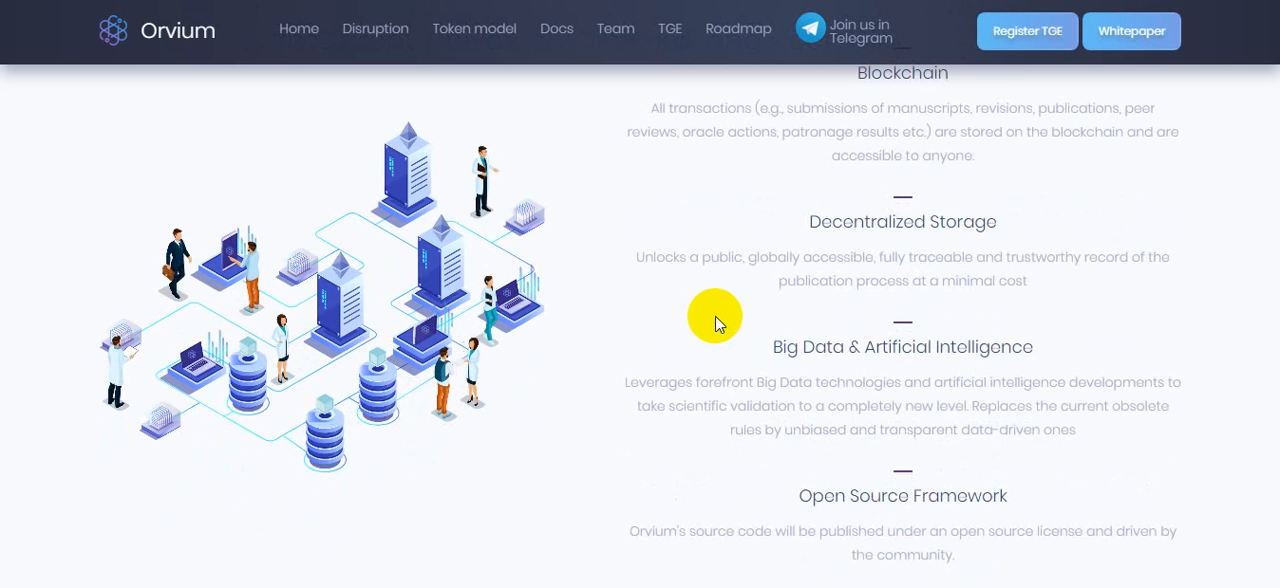 Orvium
Home Disruption Token model Docs Team TGE Roadmap
Join us in
Telegram
Register TGE Whitepaper
Blockchain
All transactions (e.g., submissions of manuscripts, revisions, publications, peer
reviews, oracle actions, patronage results etc.) are stored on the blockchain and are
accessible to anyone.
Decentralized Storage
Unlocks a public, globally accessible, fully traceable and trustworthy record of the
publication process at a minimal cost
Big Data & Artificial Intelligence
Leverages forefront Big Data technologies and artificial intelligence developments to
take scientific validation to a completely new level. Replaces the current obsolete
rules by unbiased and transparent data-driven ones
Open Source Framework
Orvium's source code will be published under an open source license and driven by
the community.